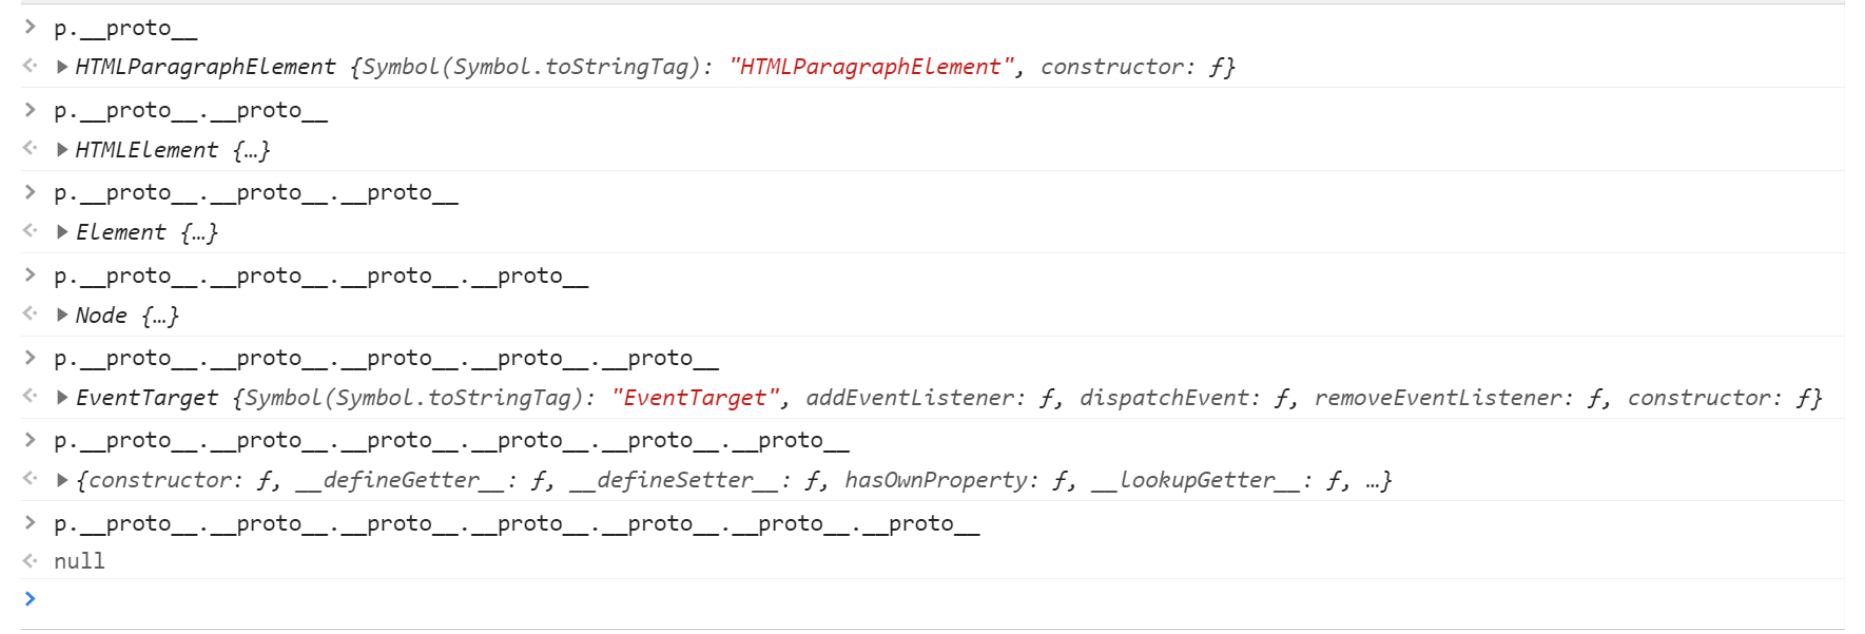 > p.__proto__
<· ▶ HTMLParagraphElement {Symbol(Symbol.toStringTag): "HTMLParagraphElement", constructor: ƒ}
> p.__proto__.__proto__
<· ▶ HTMLElement {…}
> p.__proto__.__proto__.__proto__
<· ▶ Element {…}
> p.__proto__.__proto__.__proto__.__proto__
<· ▶ Node {…}
> p.__proto__.__proto__.__proto__.__proto__.__proto__
<· ▶ EventTarget {Symbol(Symbol.toStringTag): "EventTarget", addEventListener: ƒ, dispatchEvent: ƒ, removeEventListener: ƒ, constructor: ƒ}
> p.__proto__.__proto__.__proto__.__proto__.__proto__.__proto__
<· ▶ {constructor: ƒ, __defineGetter__: ƒ, __defineSetter__: ƒ, hasOwnProperty: ƒ, __lookupGetter__: ƒ, …}
> p.__proto__.__proto__.__proto__.__proto__.__proto__.__proto__.__proto__
<· null
>